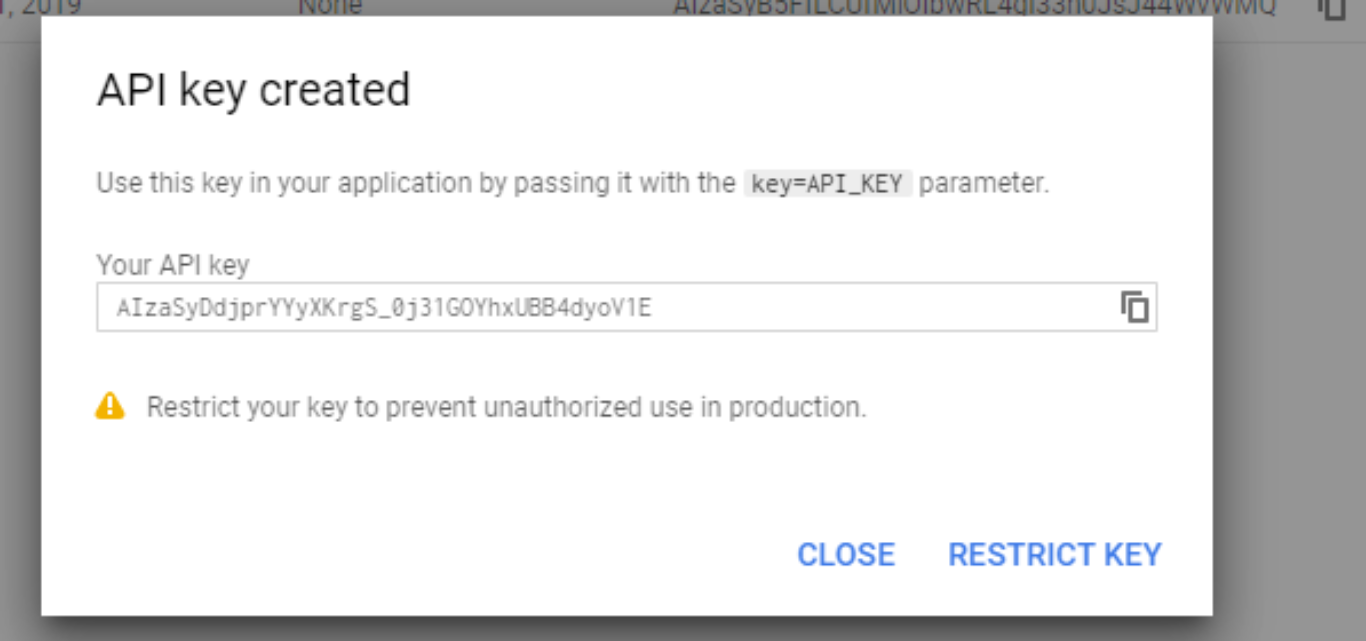 2019 None
API key created
Use this key in your application by passing it with the key=API_KEY parameter.
Your API key
AIzaSyDdjprYYyXKrgS_0j31GOYhxUBB4dyoV1E
Restrict your key to prevent unauthorized use in production.
CLOSE RESTRICT KEY